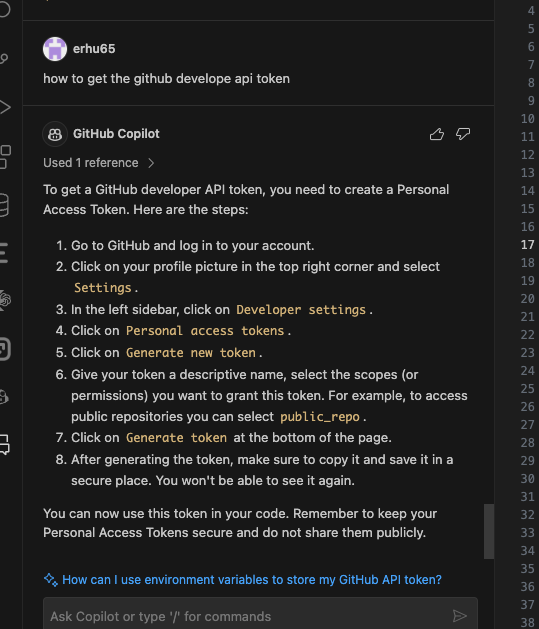 erhu65
how to get the github develope api token
GitHub Copilot
Used 1 reference
To get a GitHub developer API token, you need to create a Personal
Access Token. Here are the steps:
1. Go to GitHub and log in to your account.
2. Click on your profile picture in the top right corner and select
Settings.
3. In the left sidebar, click on Developer settings.
4. Click on Personal access tokens.
5. Click on Generate new token.
6. Give your token a descriptive name, select the scopes (or
permissions) you want to grant this token. For example, to access
public repositories you can select public_repo.
7. Click on Generate token at the bottom of the page.
8. After generating the token, make sure to copy it and save it in a
secure place. You won't be able to see it again.
You can now use this token in your code. Remember to keep your
Personal Access Tokens secure and do not share them publicly.
How can I use environment variables to store my GitHub API token?
Ask Copilot or type '/' for commands
4
5
6
7
8
9
10
11
12
13
14
15
16
17
18
19
20
21
22
23
24
25
26
27
28
29
30
31
32
33
34
35
36
37
38